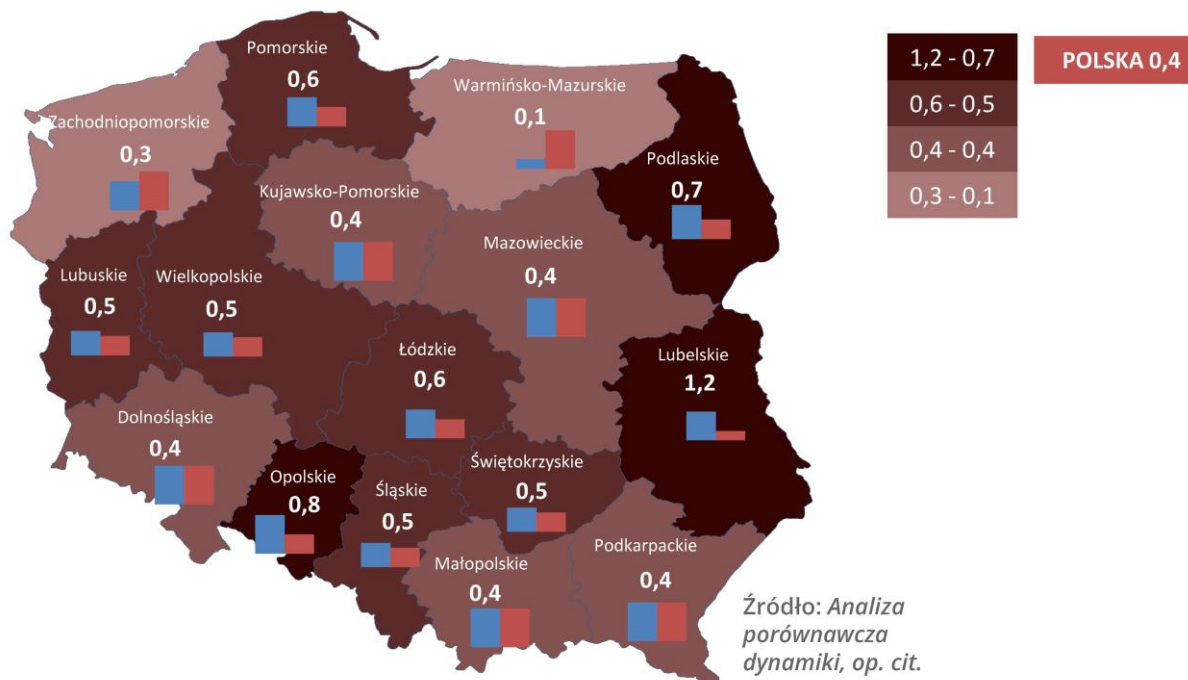 Pomorskie
0,6
Warmińsko-Mazurskie
0,1
Zachodniopomorskie
0,3
Podlaskie
0,7
Kujawsko-Pomorskie
0,4
Mazowieckie
0,4
Lubuskie
0,5
Wielkopolskie
0,5
Łódzkie
0,6
Lubelskie
1,2
Dolnośląskie
0,4
Opolskie
0,8
Śląskie
0,5
Świętokrzyskie
0,5
Małopolskie
0,4
Podkarpackie
0,4
1,2 - 0,7
0,6 - 0,5
0,4 - 0,4
0,3 - 0,1
POLSKA 0,4
Źródło: Analiza
porównawcza
dynamiki, op. cit.